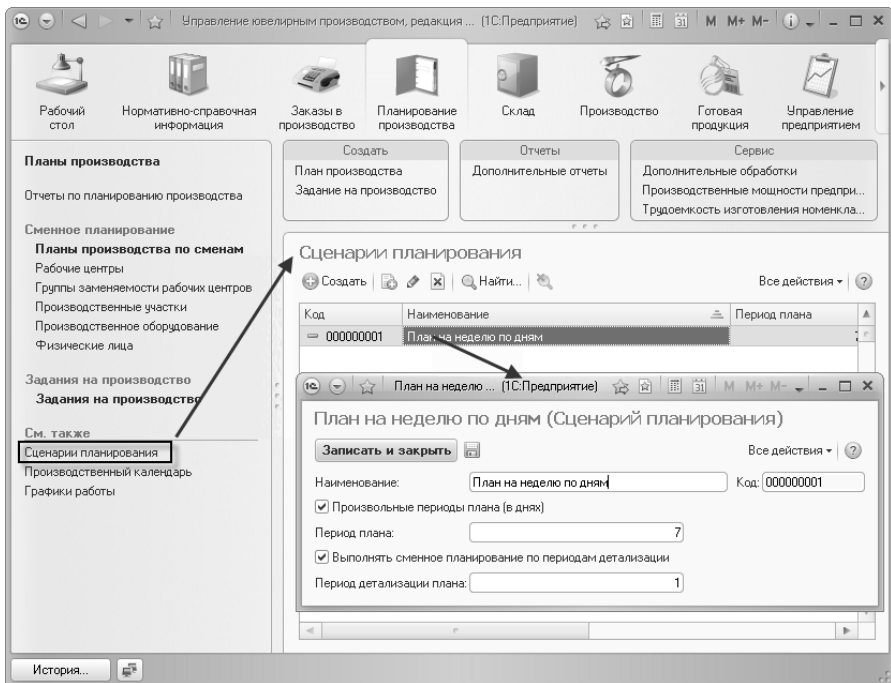 Управление ювелирным производством, редакция ... (1С:Предприятие)
M M+ M-
Рабочий стол
Нормативно-справочная информация
Заказы в производство
Планирование производства
Склад
Производство
Готовая продукция
Управление предприятием
Планы производства
Отчеты по планированию производства
Сменное планирование
Планы производства по сменам
Рабочие центры
Группы заменяемости рабочих центров
Производственные участки
Производственное оборудование
Физические лица
Задания на производство
Задания на производство
См. также
Сценарии планирования
Производственный календарь
Графики работы
Создать
План производства
Задание на производство
Отчеты
Дополнительные отчеты
Сервис
Дополнительные обработки
Производственные мощности предпри...
Трудоемкость изготовления номенкла...
Сценарии планирования
Создать Найти... Все действия
Код Наименование Период плана
000000001 План на неделю по дням
План на неделю ... (1С:Предприятие) M M+ M-
План на неделю по дням (Сценарий планирования)
Записать и закрыть Все действия
Наименование: План на неделю по дням Код: 000000001
Произвольные периоды плана (в днях)
Период плана: 7
Выполнять сменное планирование по периодам детализации
Период детализации плана: 1
История...